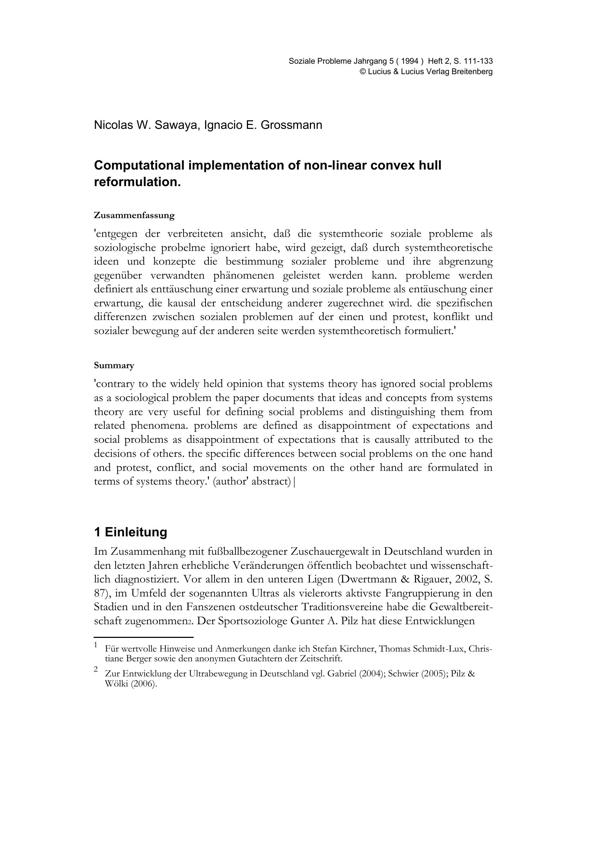 Soziale Probleme Jahrgang 5 ( 1994 ) Heft 2, S. 111-133
© Lucius & Lucius Verlag Breitenberg
Nicolas W. Sawaya, Ignacio E. Grossmann
Computational implementation of non-linear convex hull
reformulation.
Zusammenfassung
'entgegen der verbreiteten ansicht, daß die systemtheorie soziale probleme als
soziologische probelme ignoriert habe, wird gezeigt, daß durch systemtheoretische
ideen und konzepte die bestimmung sozialer probleme und ihre abgrenzung
gegenüber verwandten phänomenen geleistet werden kann. probleme werden
definiert als enttäuschung einer erwartung und soziale probleme als entäuschung einer
erwartung, die kausal der entscheidung anderer zugerechnet wird. die spezifischen
differenzen zwischen sozialen problemen auf der einen und protest, konflikt und
sozialer bewegung auf der anderen seite werden systemtheoretisch formuliert.'
Summary
'contrary to the widely held opinion that systems theory has ignored social problems
as a sociological problem the paper documents that ideas and concepts from systems
theory are very useful for defining social problems and distinguishing them from
related phenomena. problems are defined as disappointment of expectations and
social problems as disappointment of expectations that is causally attributed to the
decisions of others. the specific differences between social problems on the one hand
and protest, conflict, and social movements on the other hand are formulated in
terms of systems theory.' (author' abstract)|
1 Einleitung
Im Zusammenhang mit fußballbezogener Zuschauergewalt in Deutschland wurden in
den letzten Jahren erhebliche Veränderungen öffentlich beobachtet und wissenschaft-
lich diagnostiziert. Vor allem in den unteren Ligen (Dwertmann & Rigauer, 2002, S.
87), im Umfeld der sogenannten Ultras als vielerorts aktivste Fangruppierung in den
Stadien und in den Fanszenen ostdeutscher Traditionsvereine habe die Gewaltbereit-
schaft zugenommen2. Der Sportsoziologe Gunter A. Pilz hat diese Entwicklungen
1 Für wertvolle Hinweise und Anmerkungen danke ich Stefan Kirchner, Thomas Schmidt-Lux, Chris-
tiane Berger sowie den anonymen Gutachtern der Zeitschrift.
2 Zur Entwicklung der Ultrabewegung in Deutschland vgl. Gabriel (2004); Schwier (2005); Pilz &
Wölki (2006).